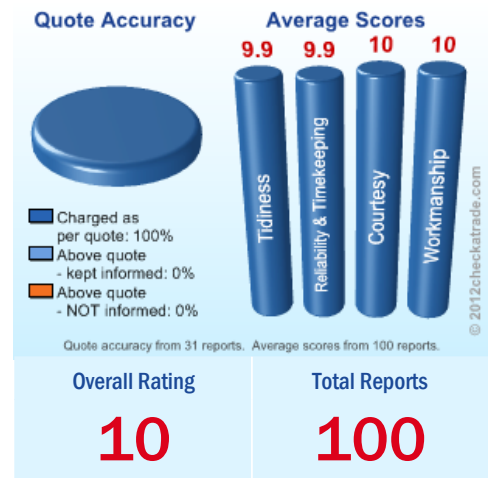 Quote Accuracy
Average Scores
9.9
9.9
10
10
Tidiness
Reliability & Timekeeping
Courtesy
Workmanship
Charged as
per quote: 100%
Above quote
- kept informed: 0%
Above quote
- NOT informed: 0%
© 2012checkatrade.com
Quote accuracy from 31 reports. Average scores from 100 reports.
Overall Rating
10
Total Reports
100